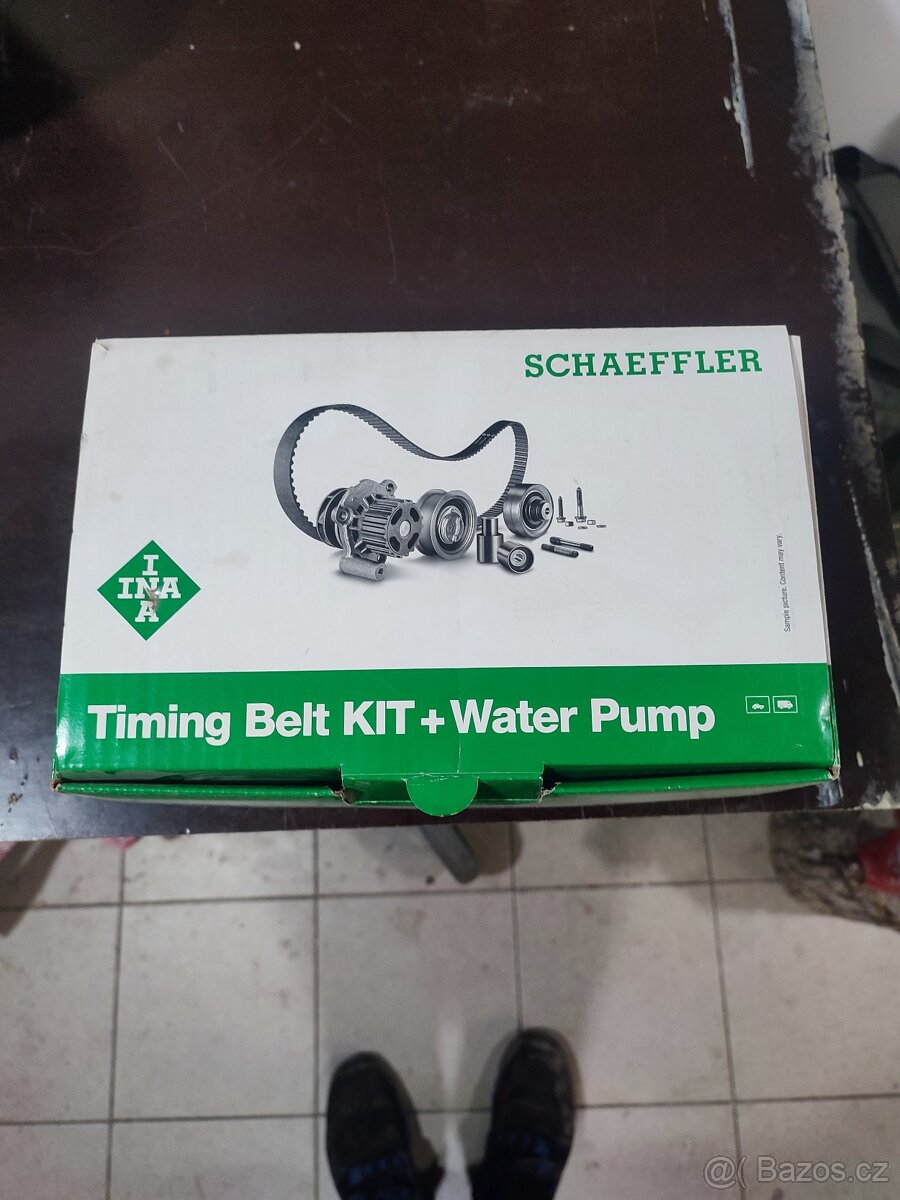 SCHAEFFLER
I
INA
A
Sample picture. Content may vary.
Timing Belt KIT + Water Pump
@( Bazos.cz